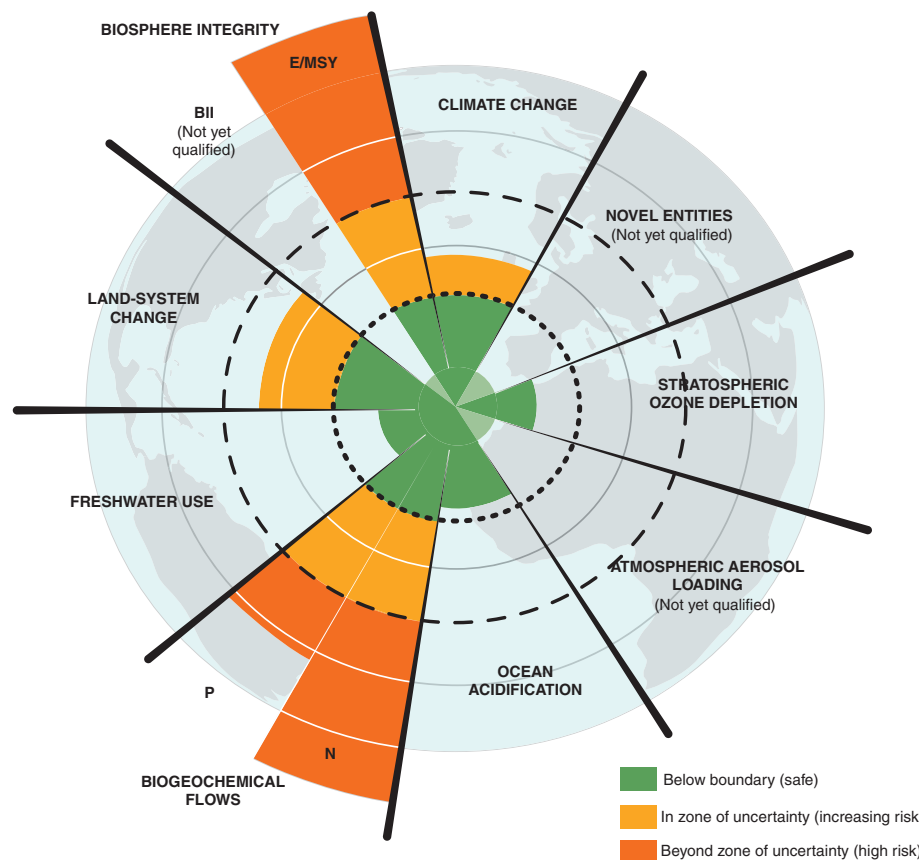 BIOSPHERE INTEGRITY
E/MSY
BII
(Not yet
qualified)
CLIMATE CHANGE
NOVEL ENTITIES
(Not yet qualified)
LAND-SYSTEM
CHANGE
STRATOSPHERIC
OZONE DEPLETION
FRESHWATER USE
ATMOSPHERIC AEROSOL
LOADING
(Not yet qualified)
OCEAN
ACIDIFICATION
P
N
BIOGEOCHEMICAL
FLOWS
Below boundary (safe)
In zone of uncertainty (increasing risk
Beyond zone of uncertainty (high risk)